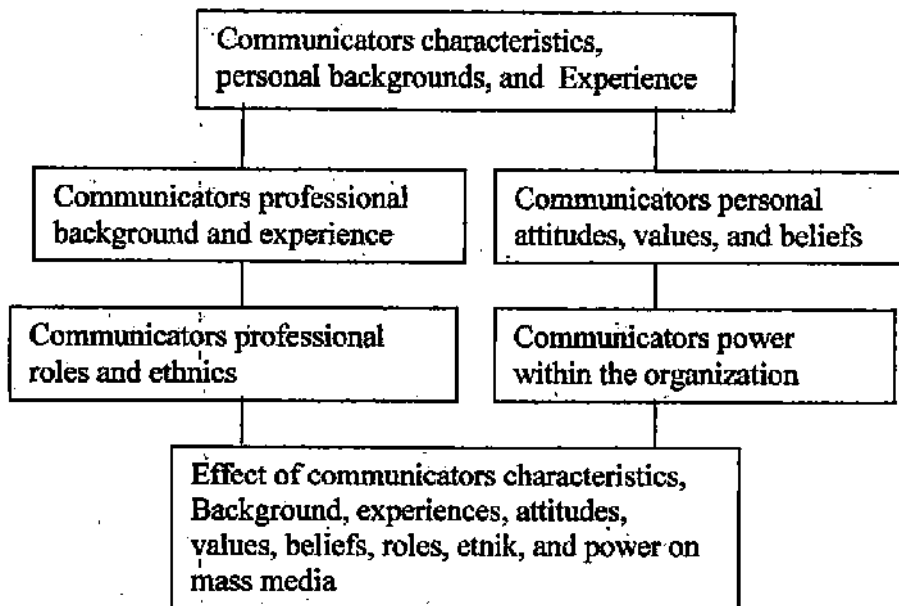 Communicators characteristics,
personal backgrounds, and Experience
Communicators professional
background and experience
Communicators personal
attitudes, values, and beliefs
Communicators professional
roles and ethnics
Communicators power
within the organization
Effect of communicators characteristics,
Background, experiences, attitudes,
values, beliefs, roles, etnik, and power on
mass media